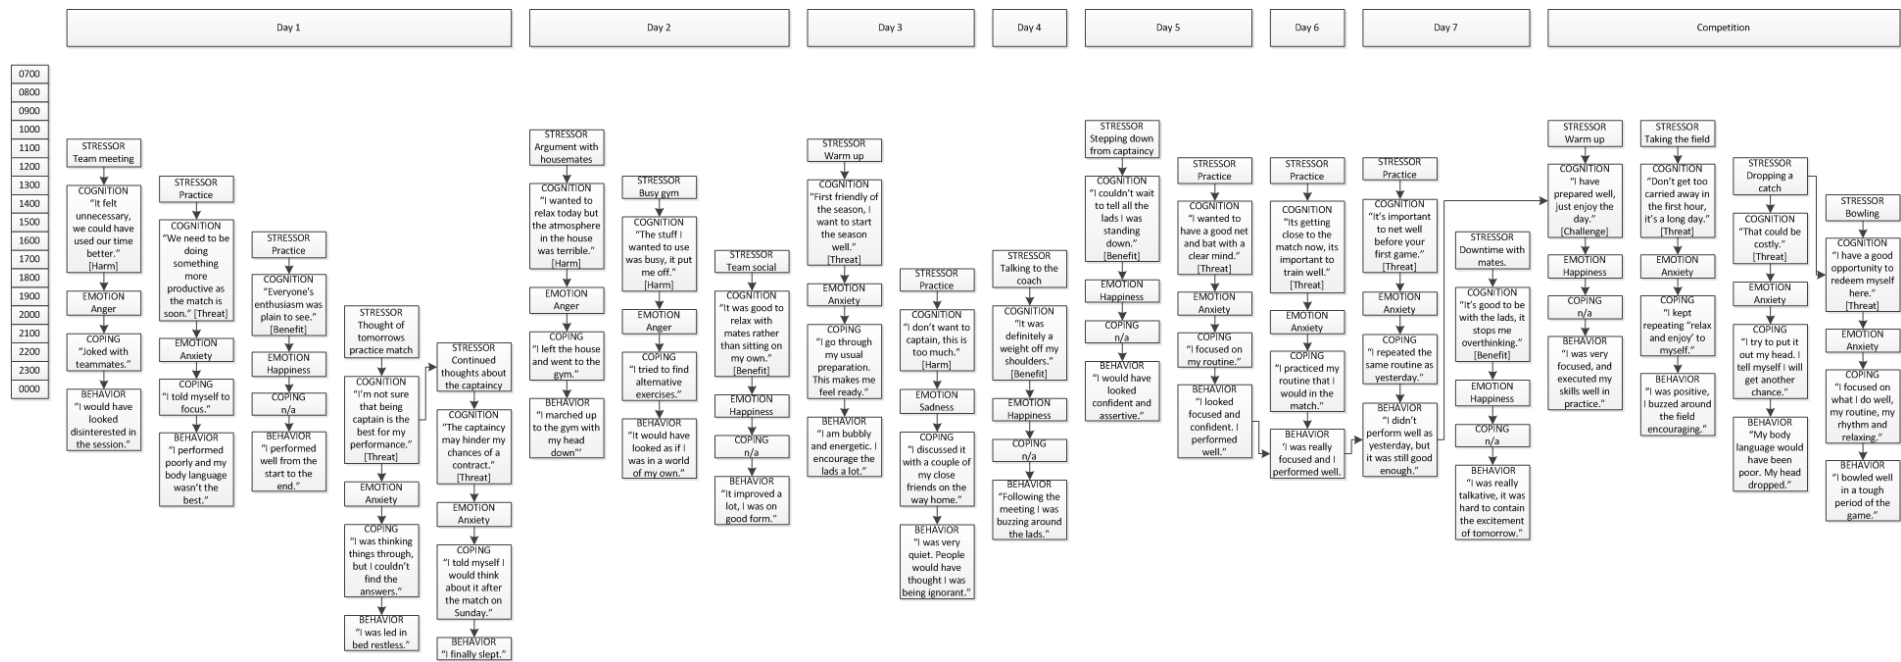 Day 1
Day 2
Day 3
Day 4
Day 5
Day 6
Day 7
Competition
0700
0800
0900
1000
1100
1200
1300
1400
1500
1600
1700
1800
1900
2000
2100
2200
2300
0000
STRESSOR
Team meeting
COGNITION
“It felt
unnecessary,
we could have
used our time
better.”
[Harm]
EMOTION
Anger
COPING
“Joked with
teammates.”
BEHAVIOR
“I would have
looked
disinterested in
the session.”
STRESSOR
Practice
COGNITION
“We need to be
doing
something
more
productive as
the match is
soon.” [Threat]
EMOTION
Anxiety
COPING
“I told myself to
focus.”
BEHAVIOR
“I performed
poorly and my
body language
wasn’t the
best.”
STRESSOR
Practice
COGNITION
“Everyone’s
enthusiasm was
plain to see.”
[Benefit]
EMOTION
Happiness
COPING
n/a
BEHAVIOR
“I performed
well from the
start to the
end.”
STRESSOR
Thought of
tomorrows
practice match
COGNITION
“I’m not sure
that being
captain is the
best for my
performance.”
[Threat]
EMOTION
Anxiety
COPING
“I was thinking
things through,
but I couldn’t
find the
answers.”
BEHAVIOR
“I was led in
bed restless.”
STRESSOR
Continued
thoughts about
the captaincy
COGNITION
“The captaincy
may hinder my
chances of a
contract.”
[Threat]
EMOTION
Anxiety
COPING
“I told myself I
would think
about it after
the match on
Sunday.”
BEHAVIOR
“I finally slept.”
STRESSOR
Argument with
housemates
COGNITION
“I wanted to
relax today but
the atmosphere
in the house
was terrible.”
[Harm]
EMOTION
Anger
COPING
“I left the house
and went to the
gym.”
BEHAVIOR
“I marched up
to the gym with
my head
down”’
STRESSOR
Busy gym
COGNITION
“The stuff I
wanted to use
was busy, it put
me off.”
[Harm]
EMOTION
Anger
COPING
“I tried to find
alternative
exercises.”
BEHAVIOR
“It would have
looked as if I
was in a world
of my own.”
STRESSOR
Team social
COGNITION
“It was good to
relax with
mates rather
than sitting on
my own.”
[Benefit]
EMOTION
Happiness
COPING
n/a
BEHAVIOR
“It improved a
lot, I was on
good form.”
STRESSOR
Warm up
COGNITION
“First friendly of
the season, I
want to start
the season
well.”
[Threat]
EMOTION
Anxiety
COPING
“I go through
my usual
preparation.
This makes me
feel ready.”
BEHAVIOR
“I am bubbly
and energetic. I
encourage the
lads a lot.”
STRESSOR
Practice
COGNITION
“I don’t want to
captain, this is
too much.”
[Harm]
EMOTION
Sadness
COPING
“I discussed it
with a couple of
my close
friends on the
way home.”
BEHAVIOR
“I was very
quiet. People
would have
thought I was
being ignorant.”
STRESSOR
Talking to the
coach
COGNITION
“It was
definitely a
weight off my
shoulders.”
[Benefit]
EMOTION
Happiness
COPING
n/a
BEHAVIOR
“Following the
meeting I was
buzzing around
the lads.”
STRESSOR
Stepping down
from captaincy
COGNITION
“I couldn’t wait
to tell all the
lads I was
standing
down.”
[Benefit]
EMOTION
Happiness
COPING
n/a
BEHAVIOR
“I would have
looked
confident and
assertive.”
STRESSOR
Practice
COGNITION
“I wanted to
have a good net
and bat with a
clear mind.”
[Threat]
EMOTION
Anxiety
COPING
“I focused on
my routine.”
BEHAVIOR
“I looked
focused and
confident. I
performed
well.”
STRESSOR
Practice
COGNITION
“Its getting
close to the
match now, its
important to
train well.”
[Threat]
EMOTION
Anxiety
COPING
“I practiced my
routine that I
would in the
match.”
BEHAVIOR
“I was really
focused and I
performed well.
STRESSOR
Practice
COGNITION
“It’s important
to net well
before your
first game.”
[Threat]
EMOTION
Anxiety
COPING
“I repeated the
same routine as
yesterday.”
BEHAVIOR
“I didn’t
perform well as
yesterday, but
it was still good
enough.”
STRESSOR
Downtime with
mates.
COGNITION
“It’s good to be
with the lads, it
stops me
overthinking.”
[Benefit]
EMOTION
Happiness
COPING
n/a
BEHAVIOR
“I was really
talkative, it was
hard to contain
the excitement
of tomorrow.”
STRESSOR
Warm up
COGNITION
“I have
prepared well,
just enjoy the
day.”
[Challenge]
EMOTION
Happiness
COPING
n/a
BEHAVIOR
“I was very
focused, and
executed my
skills well in
practice.”
STRESSOR
Taking the field
COGNITION
“Don’t get too
carried away in
the first hour,
it’s a long day.”
[Threat]
EMOTION
Anxiety
COPING
“I kept
repeating “relax
and enjoy’ to
myself.”
BEHAVIOR
“I was positive,
I buzzed around
the field
encouraging.”
STRESSOR
Dropping a
catch
COGNITION
“That could be
costly.”
[Threat]
EMOTION
Anxiety
COPING
“I try to put it
out my head. I
tell myself I will
get another
chance.”
BEHAVIOR
“My body
language would
have been
poor. My head
dropped.”
STRESSOR
Bowling
COGNITION
“I have a good
opportunity to
redeem myself
here.”
[Threat]
EMOTION
Anxiety
COPING
“I focused on
what I do well,
my routine, my
rhythm and
relaxing.”
BEHAVIOR
“I bowled well
in a tough
period of the
game.”